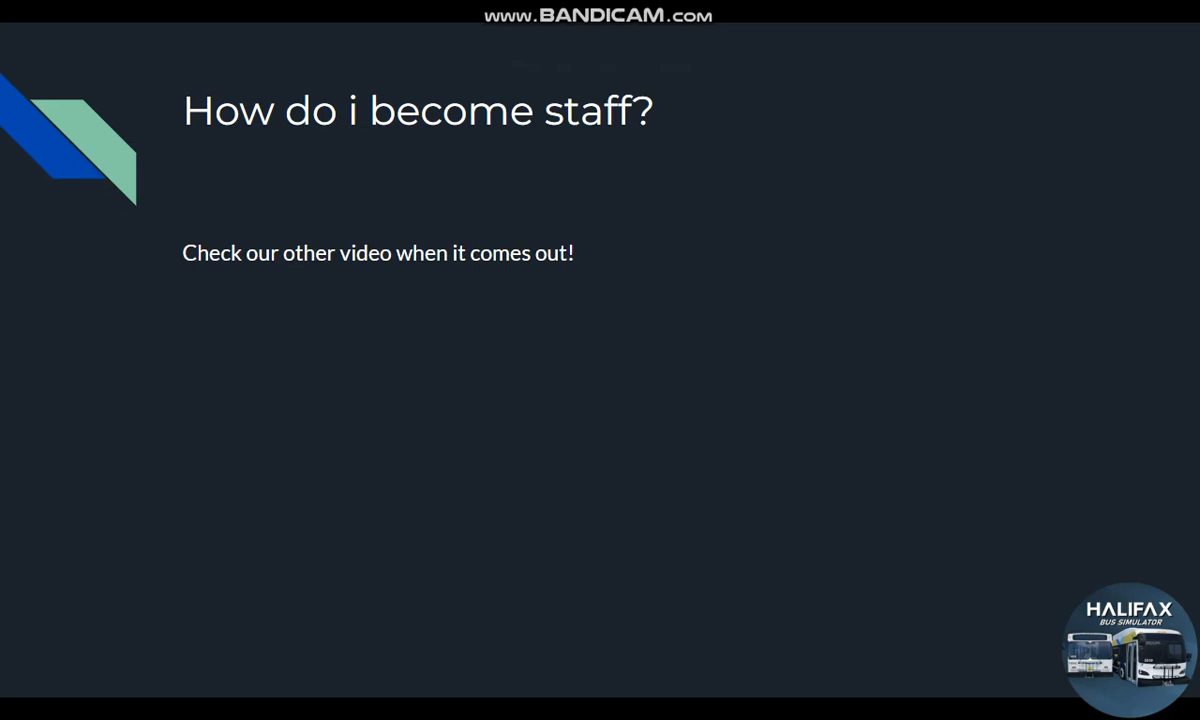 www.BANDICAM.com
How do i become staff?
Check our other video when it comes out!
HALIFAX
BUS SIMULATOR